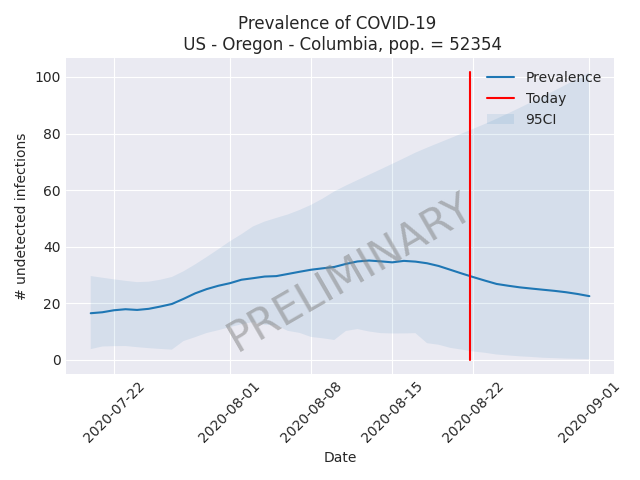 Prevalence of COVID-19
US - Oregon - Columbia, pop. = 52354
# undetected infections
100
80
60
40
20
0
Prevalence
Today
95CI
PRELIMINARY
2020-07-22
2020-08-01
2020-08-08
2020-08-15
2020-08-22
2020-09-01
Date